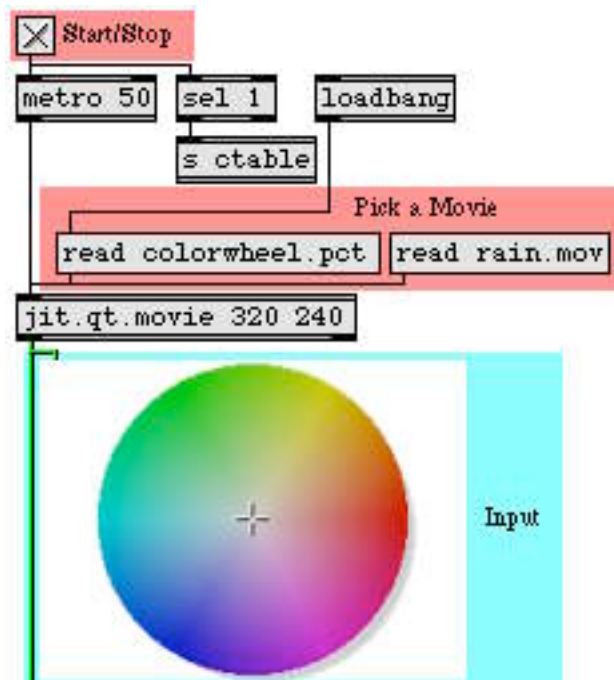 Start/Stop
metro 50
sel 1
loadbang
s ctable
Pick a Movie
read colorwheel.pct
read rain.mov
jit.qt.movie 320 240
Input